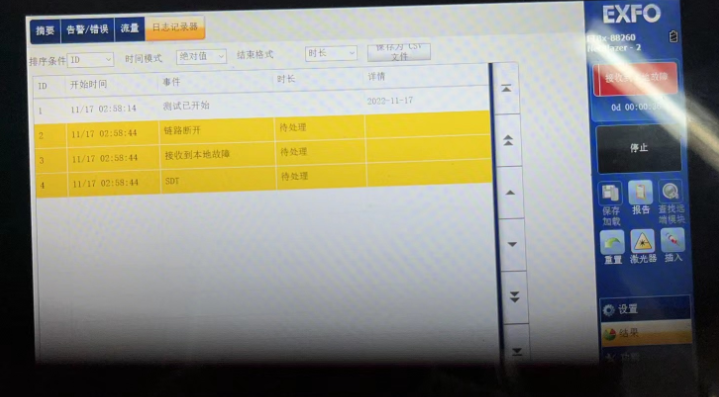 摘要 告警/错误 流量 日志记录器
EXFO
排序条件 ID 时间模式 绝对值 结束格式 时长 保存为 CSV 文件
ID 开始时间 事件 时长 详情
1 11/17 02:58:14 测试已开始 2022-11-17
2 11/17 02:58:44 链路断开 待处理
3 11/17 02:58:44 接收到本地故障 待处理
4 11/17 02:58:44 SDT 待处理
接收到本地故障
0d 00:00:
停止
保存 加载 报告 查找远端模块
重置 激光器 插入
设置
结果